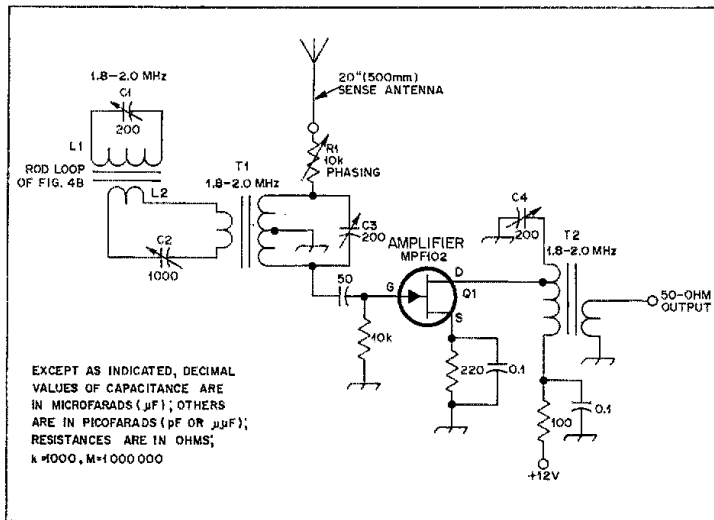 1.8-2.0 MHz
C1
200
L1
ROD LOOP
OF FIG. 4B
L2
C2
1000
T1
1.8-2.0 MHz
20"(500mm)
SENSE ANTENNA
R1
10k
PHASING
C3
200
50
10k
AMPLIFIER
MPF102
G
D
Q1
S
220
0.1
C4
200
T2
1.8-2.0 MHz
50-OHM
OUTPUT
100
0.1
+12V
EXCEPT AS INDICATED, DECIMAL
VALUES OF CAPACITANCE ARE
IN MICROFARADS (µF); OTHERS
ARE IN PICOFARADS (pF OR µµF);
RESISTANCES ARE IN OHMS;
k=1000, M=1000 000